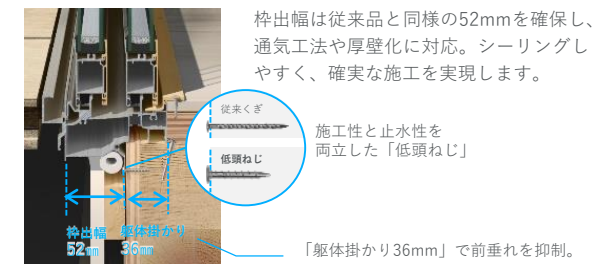 枠出幅は従来品と同様の52mmを確保し、
通気工法や厚壁化に対応。シーリングし
やすく、確実な施工を実現します。
従来くぎ
低頭ねじ
施工性と止水性を
両立した「低頭ねじ」
枠出幅 躯体掛かり
52mm 36mm
「躯体掛かり36mm」で前垂れを抑制。